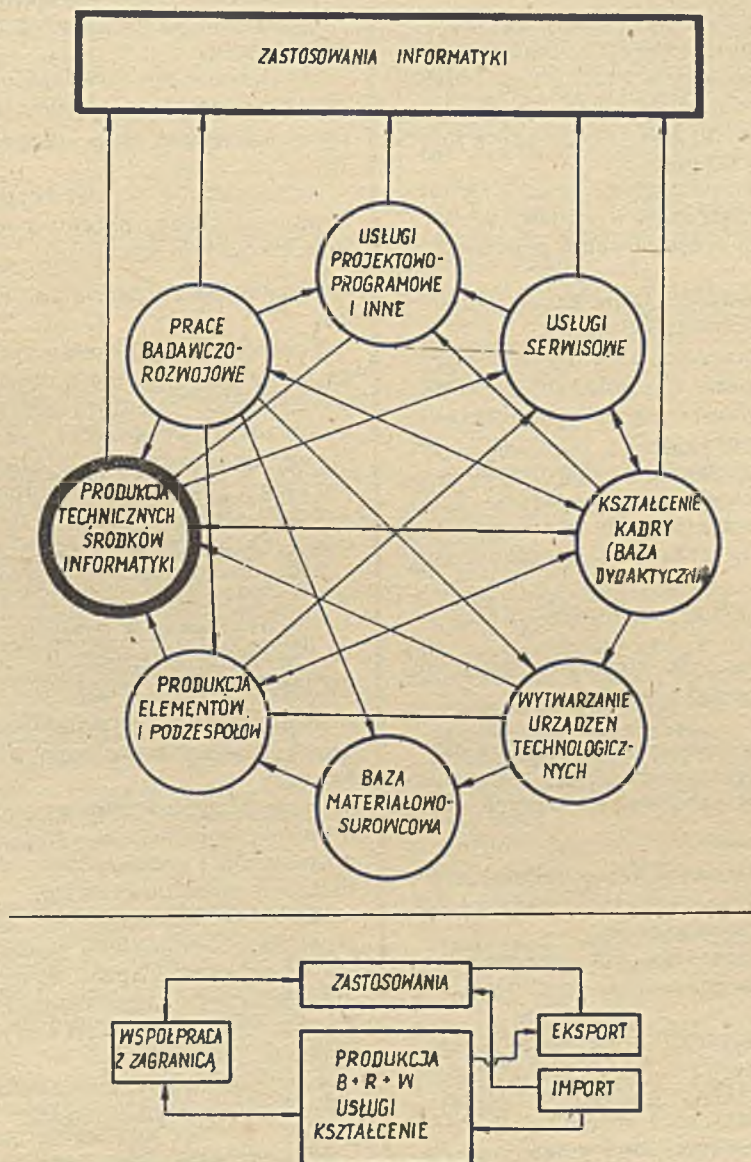 ZASTOSOWANIA INFORMATYKI
USŁUGI
PROJEKTOWO-
PROGRAMOWE
I INNE
PRACE
BADAWCZO-
ROZWOJOWE
USŁUGI
SERWISOWE
PRODUKCJA
TECHNICZNYCH
ŚRODKÓW
INFORMATYKI
KSZTAŁCENIE
KADRY
(BAZA
DYDAKTYCZNA
PRODUKCJA
ELEMENTÓW
I PODZESPOŁÓW
WYTWARZANIE
URZĄDZEŃ
TECHNOLOGICZ-
NYCH
BAZA
MATERIAŁOWO-
SUROWCOWA
ZASTOSOWANIA
WSPÓŁPRACA
Z ZAGRANICĄ
EKSPORT
PRODUKCJA
B+R+W
USŁUGI
KSZTAŁCENIE
IMPORT